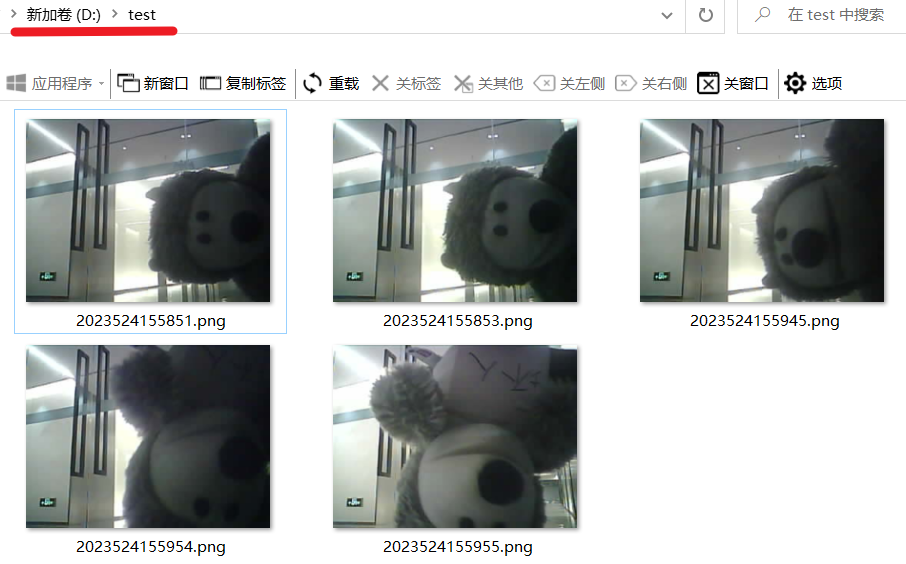 新加卷 (D:) test 在 test 中搜索
应用程序 新窗口 复制标签 重载 关标签 关其他 关左侧 关右侧 关窗口 选项
2023524155851.png 2023524155853.png 2023524155945.png
2023524155954.png 2023524155955.png